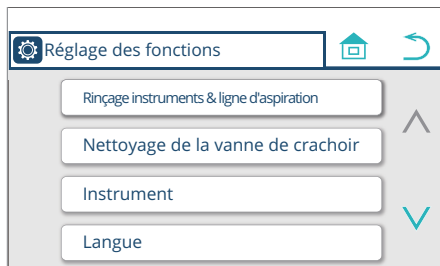 Réglage des fonctions
Rinçage instruments & ligne d'aspiration
Nettoyage de la vanne de crachoir
Instrument
Langue